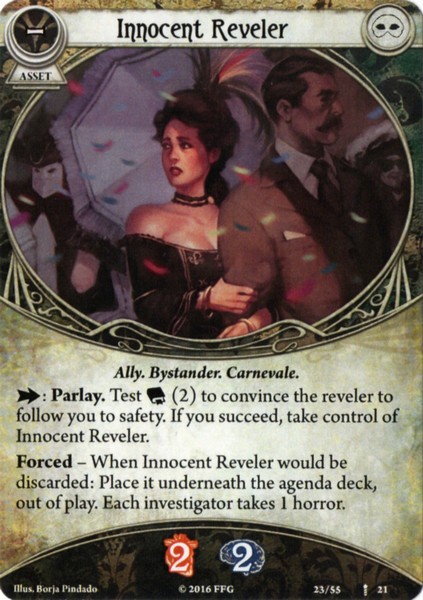 Innocent Reveler
ASSET
Ally. Bystander. Carnevale.
: Parlay. Test (2) to convince the reveler to
follow you to safety. If you succeed, take control of
Innocent Reveler.
Forced – When Innocent Reveler would be
discarded: Place it underneath the agenda deck,
out of play. Each investigator takes 1 horror.
2 2
Illus. Borja Pindado © 2016 FFG 23/55 21